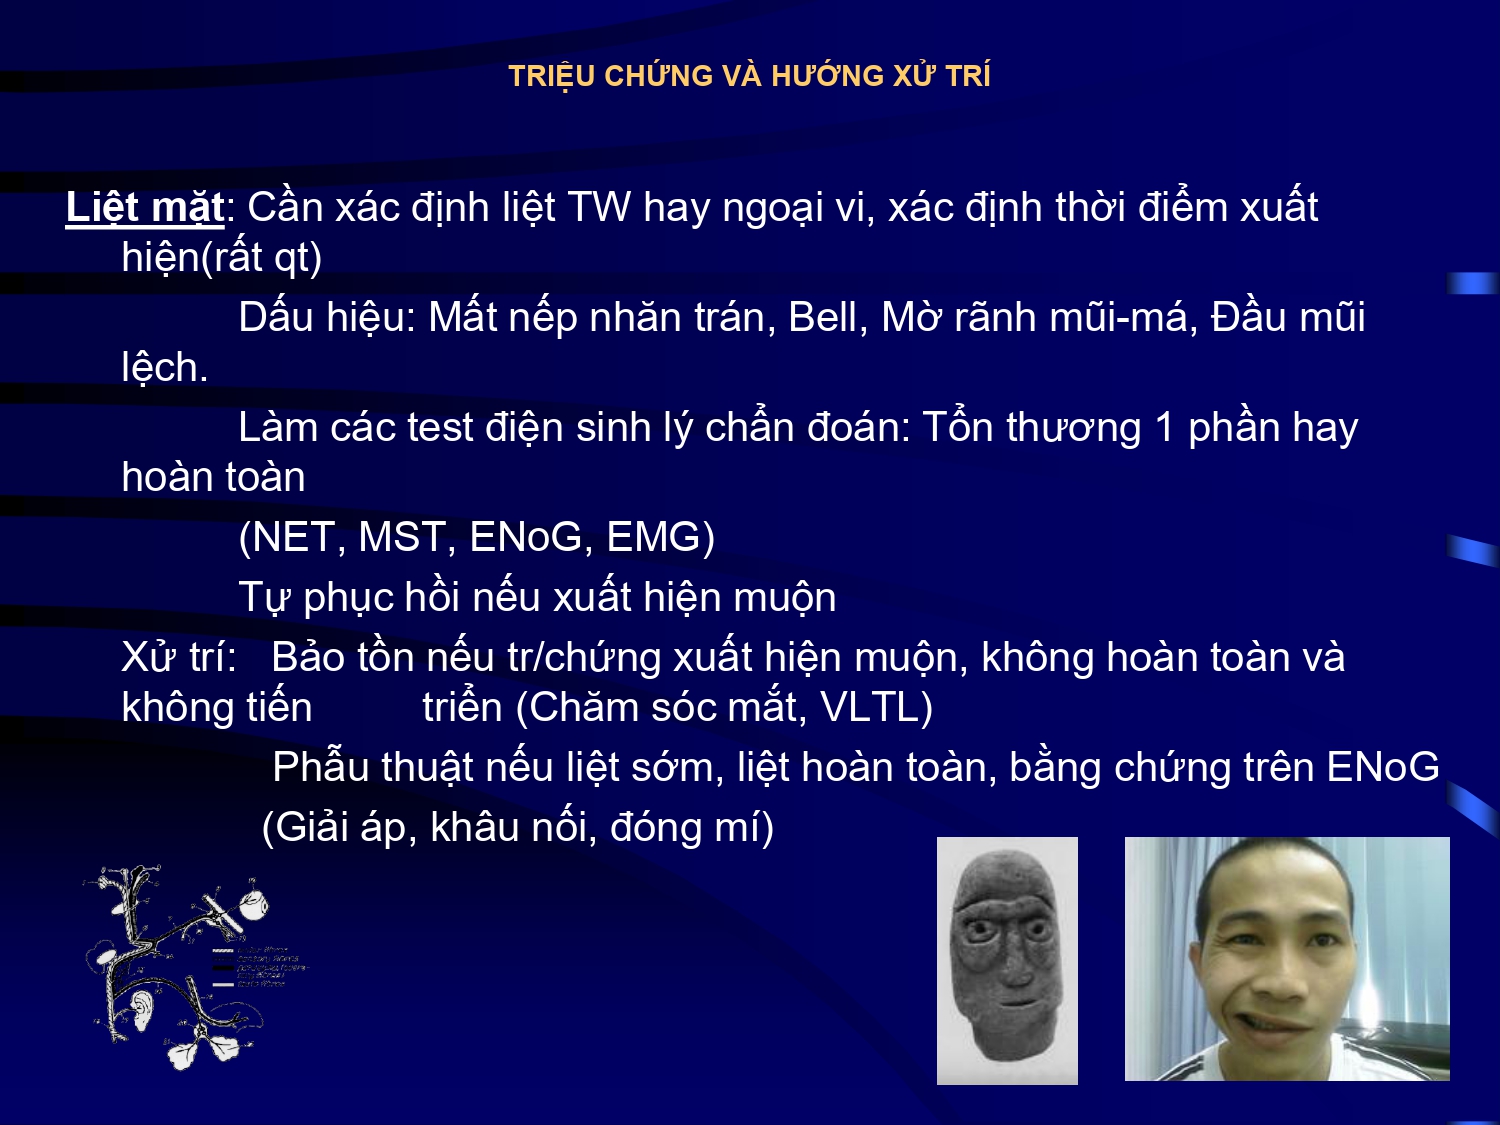 TRIỆU CHỨNG VÀ HƯỚNG XỬ TRÍ
Liệt mặt: Cần xác định liệt TW hay ngoại vi, xác định thời điểm xuất
hiện(rất qt)
Dấu hiệu: Mất nếp nhăn trán, Bell, Mờ rãnh mũi-má, Đầu mũi
lệch.
Làm các test điện sinh lý chẩn đoán: Tổn thương 1 phần hay
hoàn toàn
(NET, MST, ENoG, EMG)
Tự phục hồi nếu xuất hiện muộn
Xử trí: Bảo tồn nếu tr/chứng xuất hiện muộn, không hoàn toàn và
không tiến triển (Chăm sóc mắt, VLTL)
Phẫu thuật nếu liệt sớm, liệt hoàn toàn, bằng chứng trên ENoG
(Giải áp, khâu nối, đóng mí)